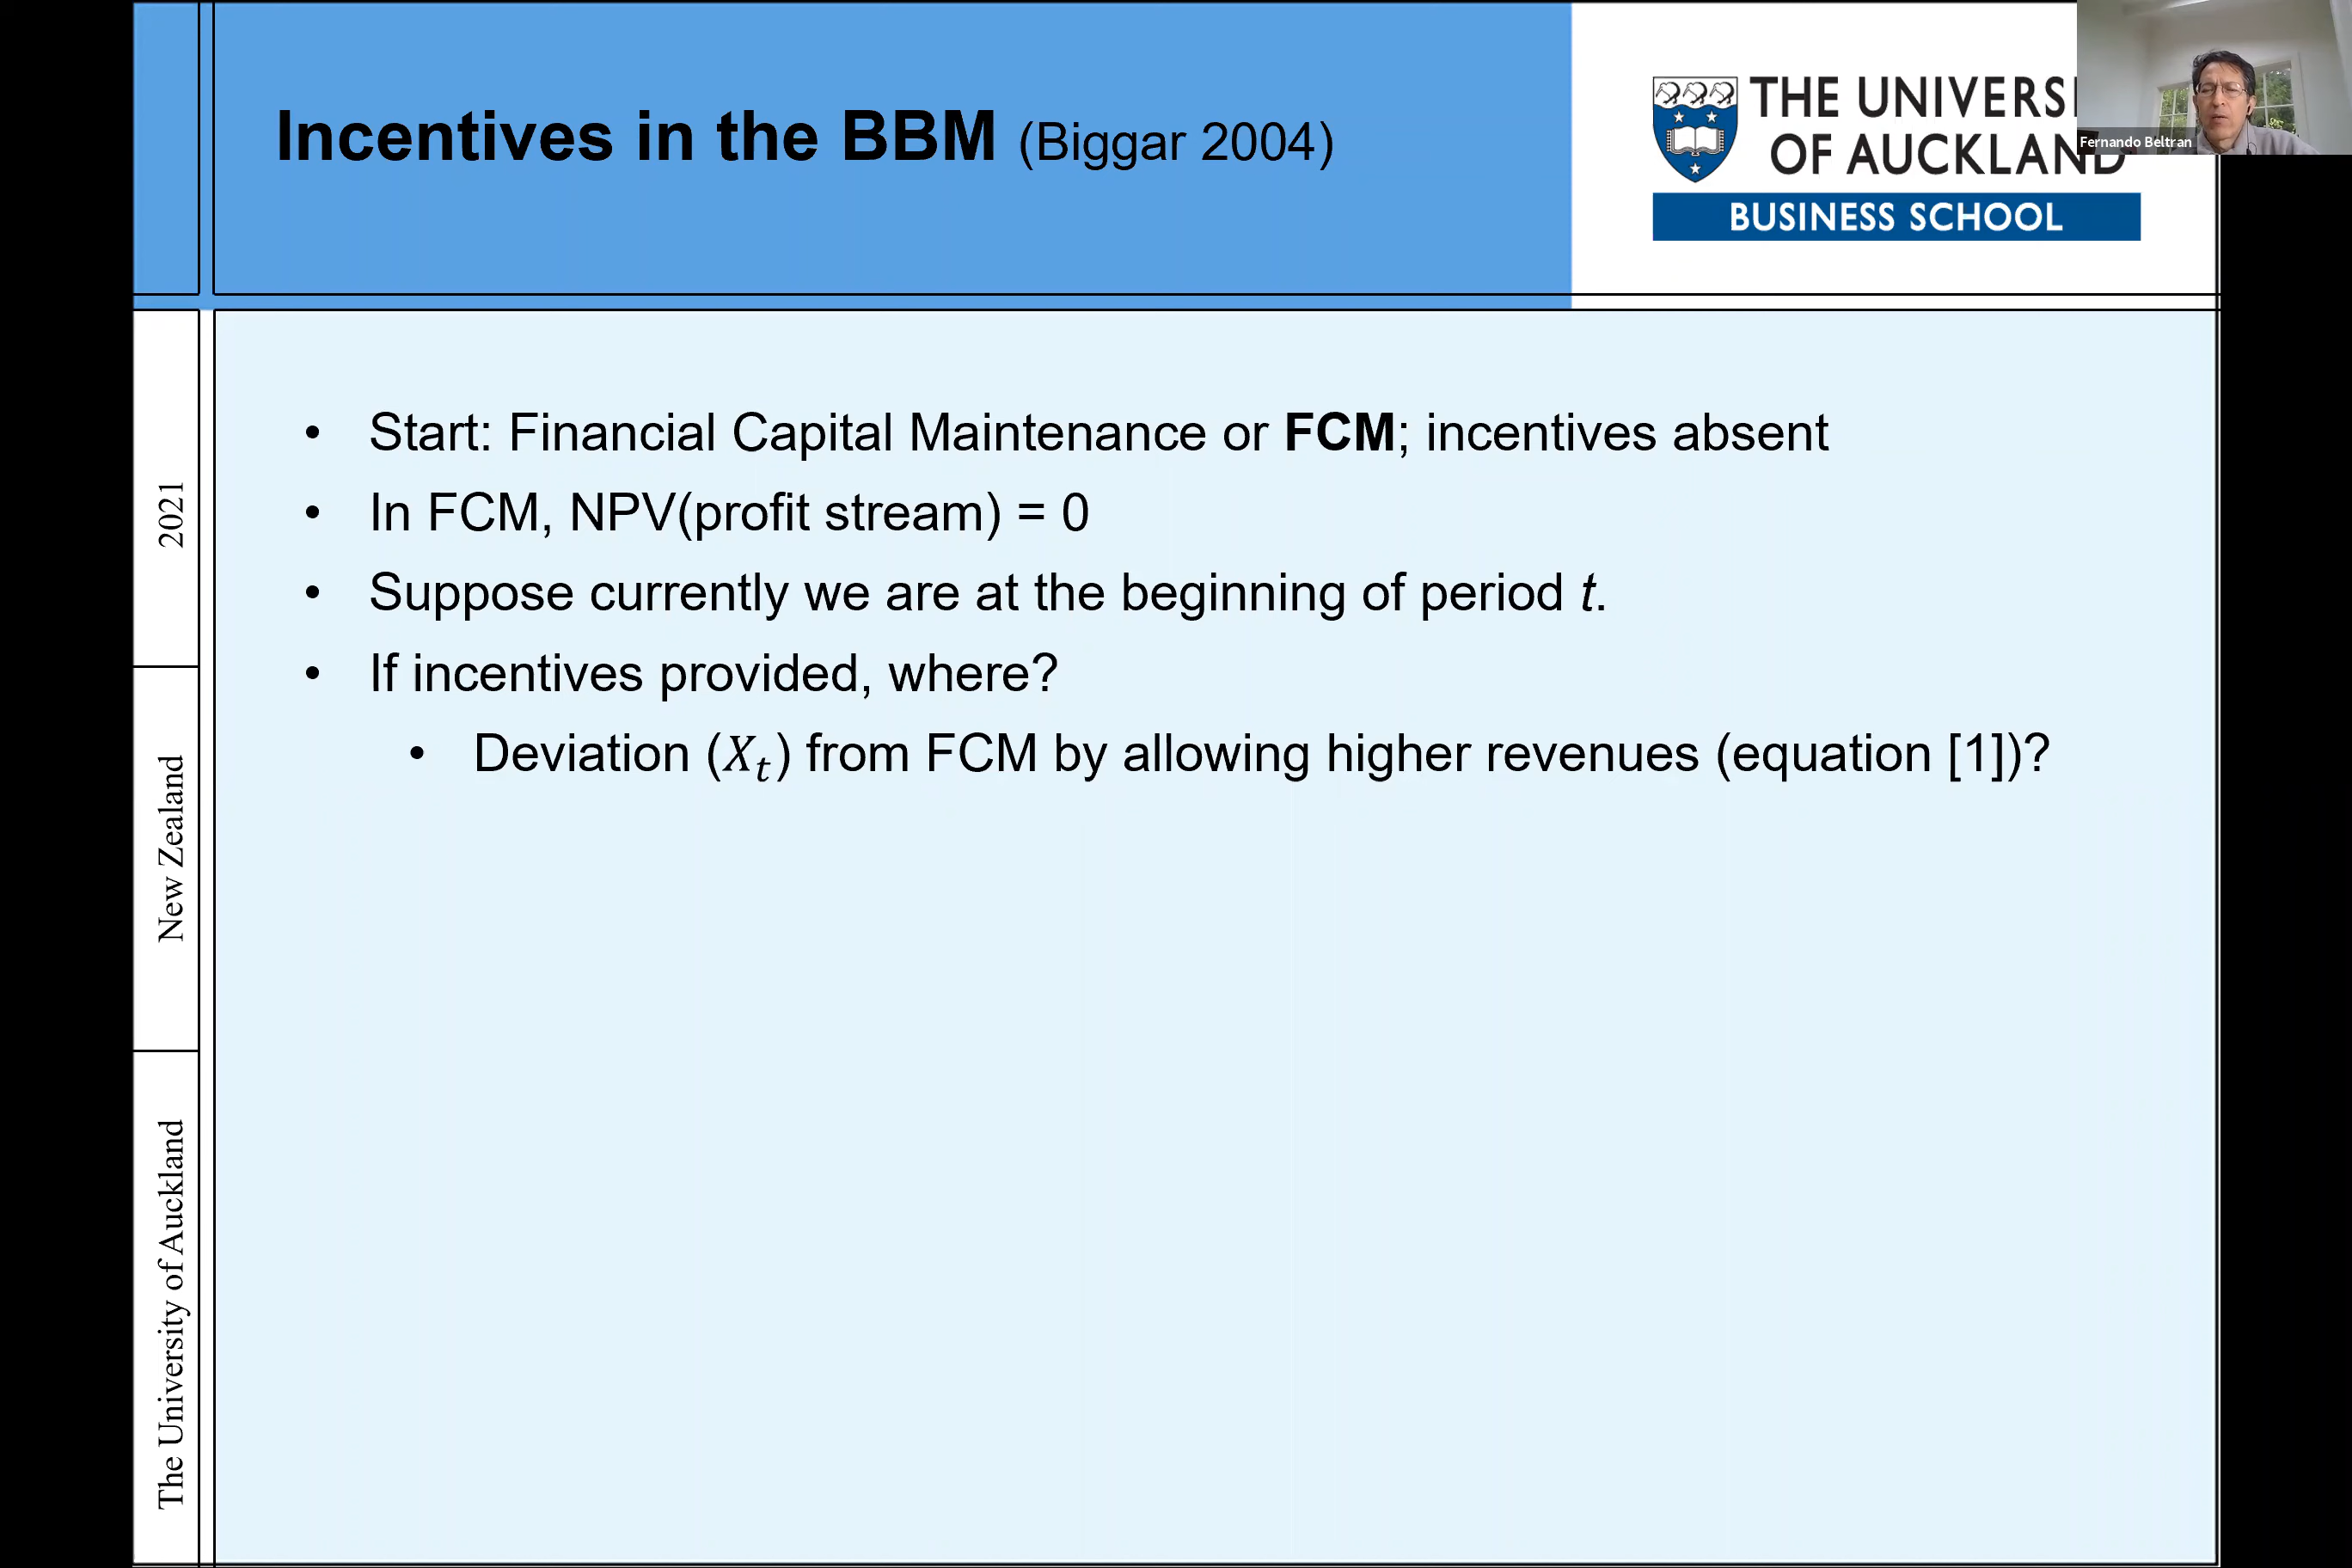 Incentives in the BBM (Biggar 2004)
THE UNIVERSI
OF AUCKLAND
BUSINESS SCHOOL
Fernando Beltran
• Start: Financial Capital Maintenance or FCM; incentives absent
• In FCM, NPV(profit stream) = 0
• Suppose currently we are at the beginning of period t.
• If incentives provided, where?
• Deviation (Xₜ) from FCM by allowing higher revenues (equation [1])?
2021
New Zealand
The University of Auckland